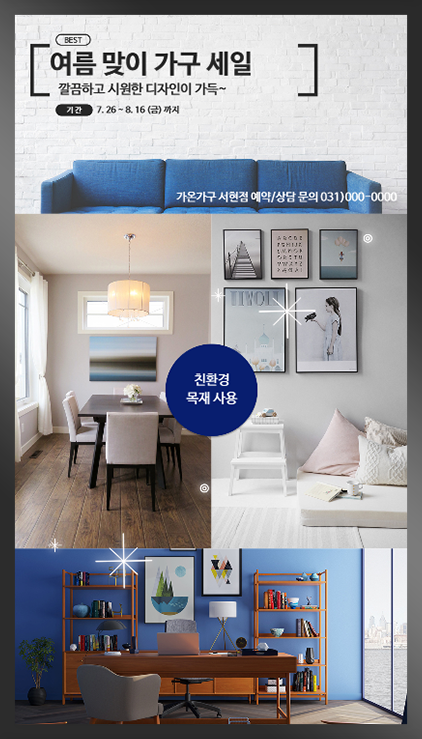 BEST
여름 맞이 가구 세일
깔끔하고 시원한 디자인이 가득~
기간 7. 26 ~ 8. 16 (금) 까지
가온가구 서현점 예약/상담 문의 031)000-0000
친환경
목재 사용